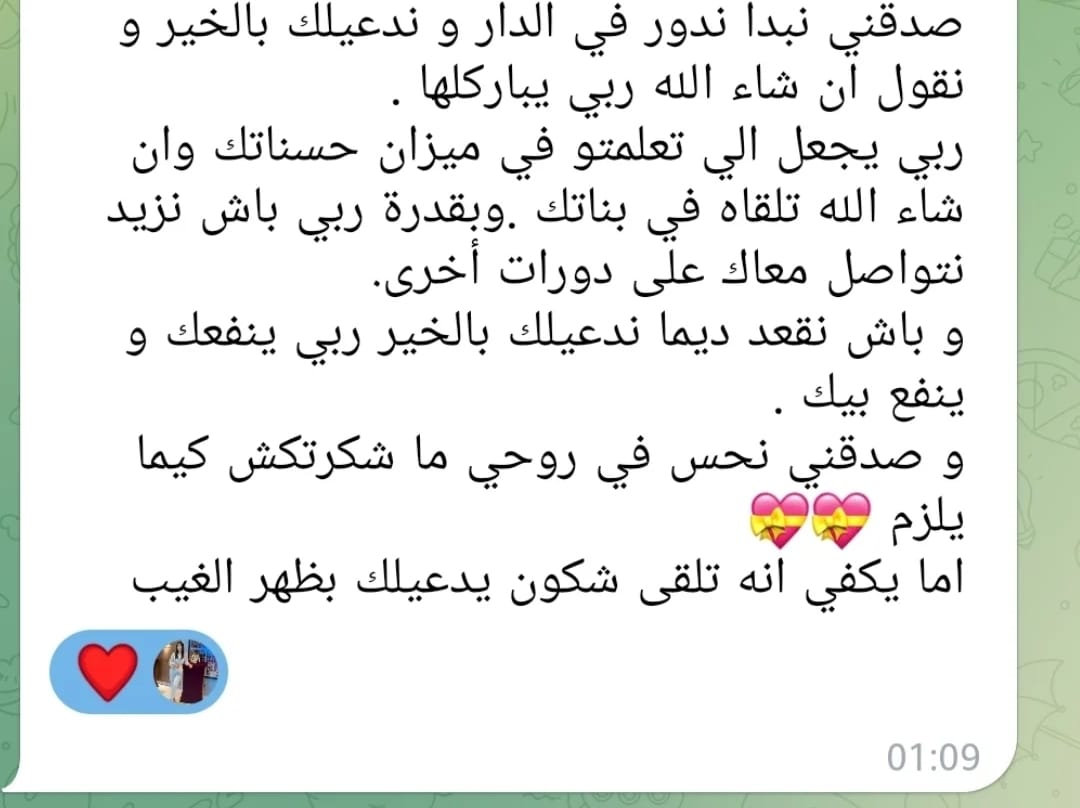 صدقني نبدا ندور في الدار و ندعيلك بالخير و
نقول ان شاء الله ربي يباركلها .
ربي يجعل الي تعلمتو في ميزان حسناتك وان
شاء الله تلقاه في بناتك .وبقدرة ربي باش نزيد
نتواصل معاك على دورات أخرى.
و باش نقعد ديما ندعيلك بالخير ربي ينفعك و
ينفع بيك .
و صدقني نحس في روحي ما شكرتكش كيما
يلزم 💝💝
اما يكفي انه تلقى شكون يدعيلك بظهر الغيب
01:09